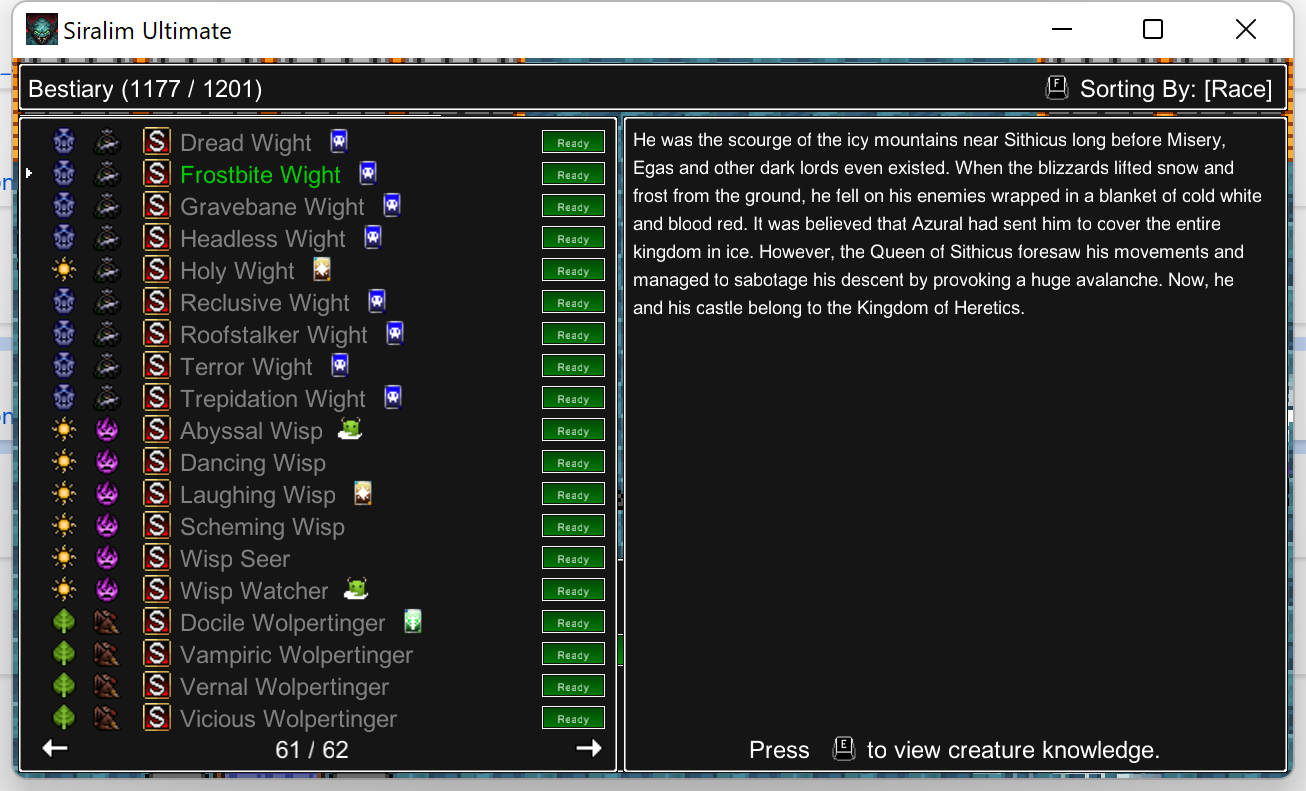 Siralim Ultimate
Bestiary (1177 / 1201)
F Sorting By: [Race]
S Dread Wight Ready
S Frostbite Wight Ready
S Gravebane Wight Ready
S Headless Wight Ready
S Holy Wight Ready
S Reclusive Wight Ready
S Roofstalker Wight Ready
S Terror Wight Ready
S Trepidation Wight Ready
S Abyssal Wisp Ready
S Dancing Wisp Ready
S Laughing Wisp Ready
S Scheming Wisp Ready
S Wisp Seer Ready
S Wisp Watcher Ready
S Docile Wolpertinger Ready
S Vampiric Wolpertinger Ready
S Vernal Wolpertinger Ready
S Vicious Wolpertinger Ready
61 / 62
He was the scourge of the icy mountains near Sithicus long before Misery,
Egas and other dark lords even existed. When the blizzards lifted snow and
frost from the ground, he fell on his enemies wrapped in a blanket of cold white
and blood red. It was believed that Azural had sent him to cover the entire
kingdom in ice. However, the Queen of Sithicus foresaw his movements and
managed to sabotage his descent by provoking a huge avalanche. Now, he
and his castle belong to the Kingdom of Heretics.
Press E to view creature knowledge.